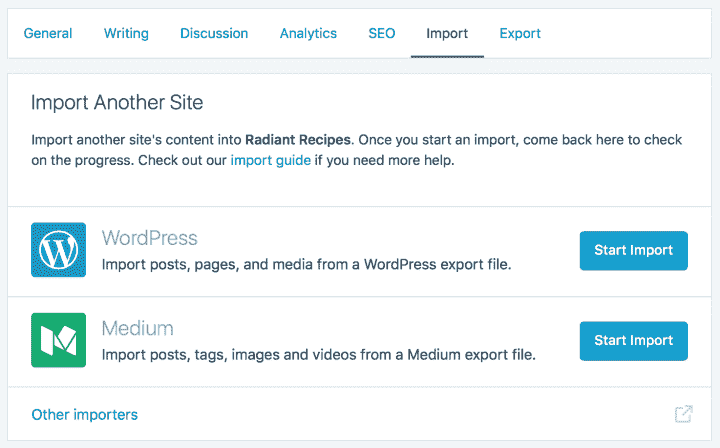 General Writing Discussion Analytics SEO Import Export
Import Another Site
Import another site's content into Radiant Recipes. Once you start an import, come back here to check
on the progress. Check out our import guide if you need more help.
WordPress
Import posts, pages, and media from a WordPress export file.
Start Import
Medium
Import posts, tags, images and videos from a Medium export file.
Start Import
Other importers